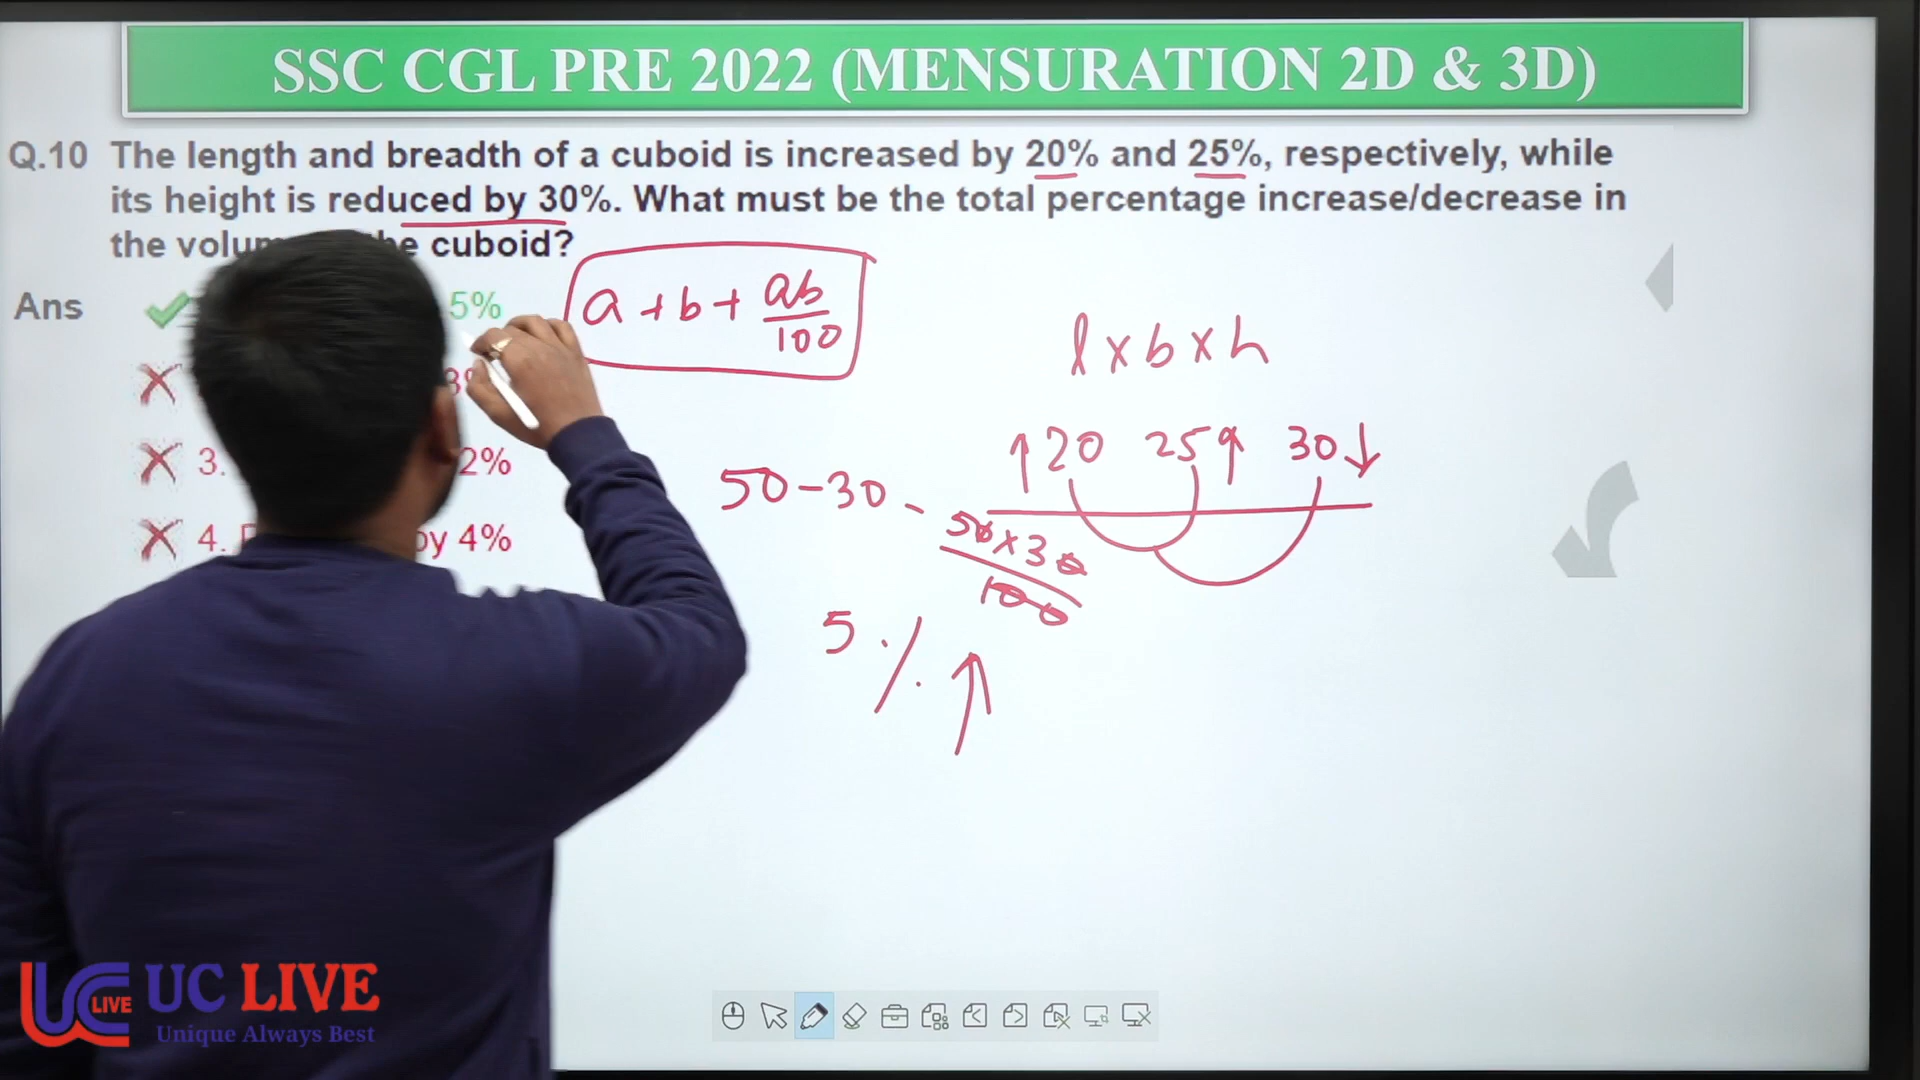 SSC CGL PRE 2022 (MENSURATION 2D & 3D)
Q.10 The length and breadth of a cuboid is increased by 20% and 25%, respectively, while
its height is reduced by 30%. What must be the total percentage increase/decrease in
the cuboid?
Ans
5%
3.
2%
4.
by 4%
a + b + ab/100
l × b × h
↑ 20 25 ↑ 30 ↓
50 - 30 - 50 × 30 / 100
5 % ↑
UC LIVE
LIVE
Unique Always Best